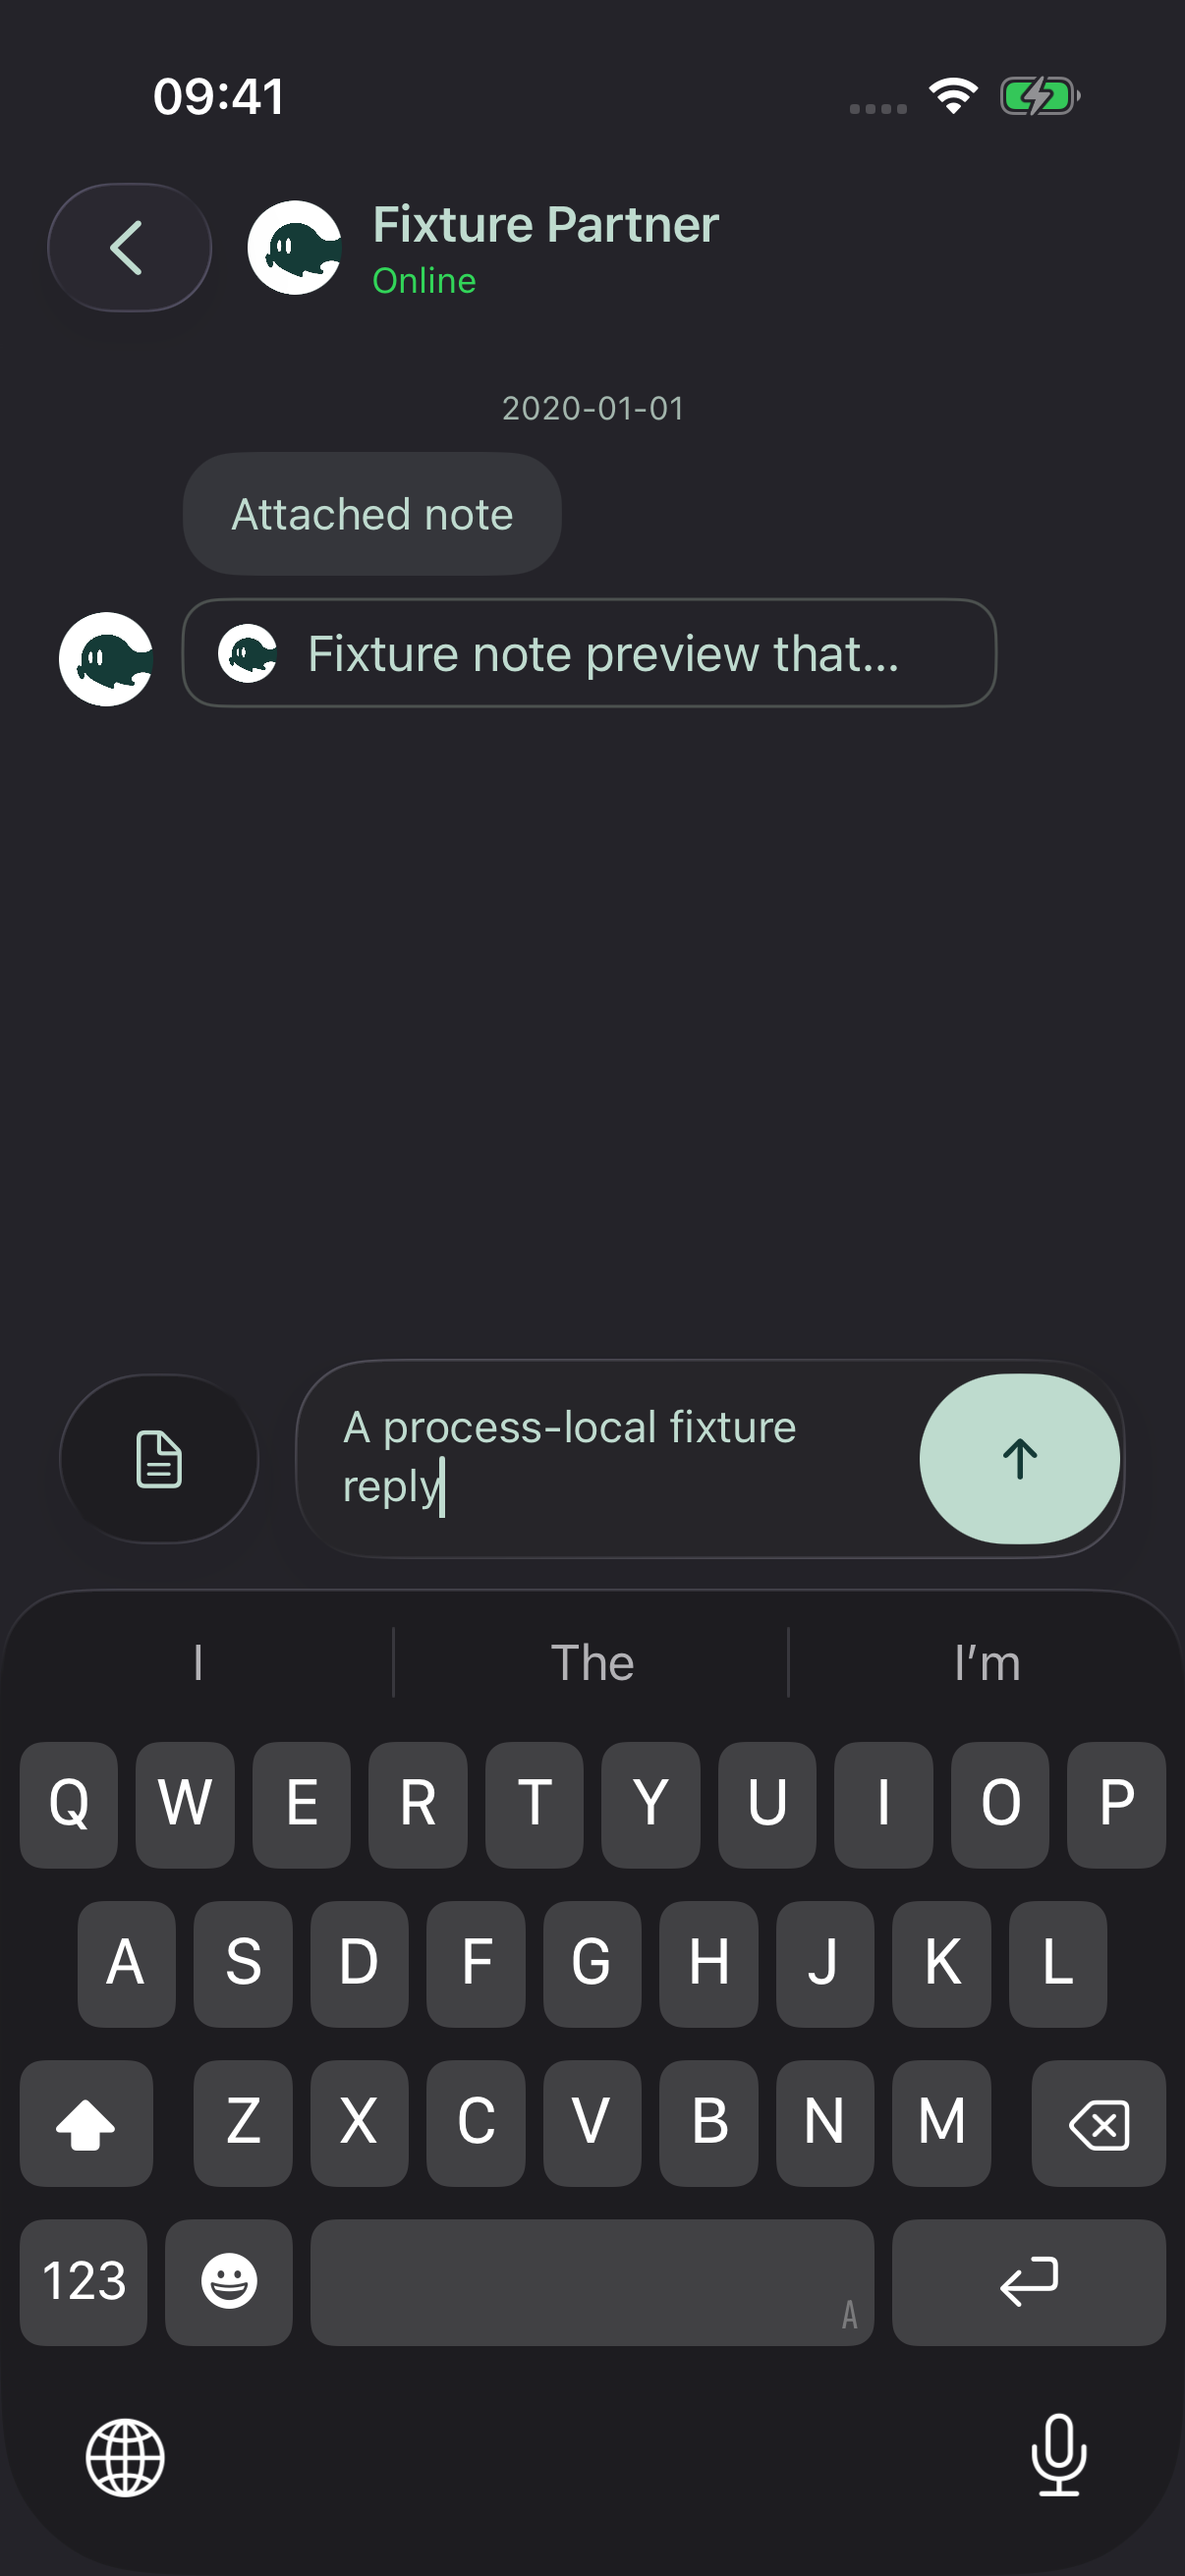 09:41
Fixture Partner
Online
2020-01-01
Attached note
Fixture note preview that...
A process-local fixture
reply
I
The
I’m
Q W E R T Y U I O P
A S D F G H J K L
Z X C V B N M
123
A